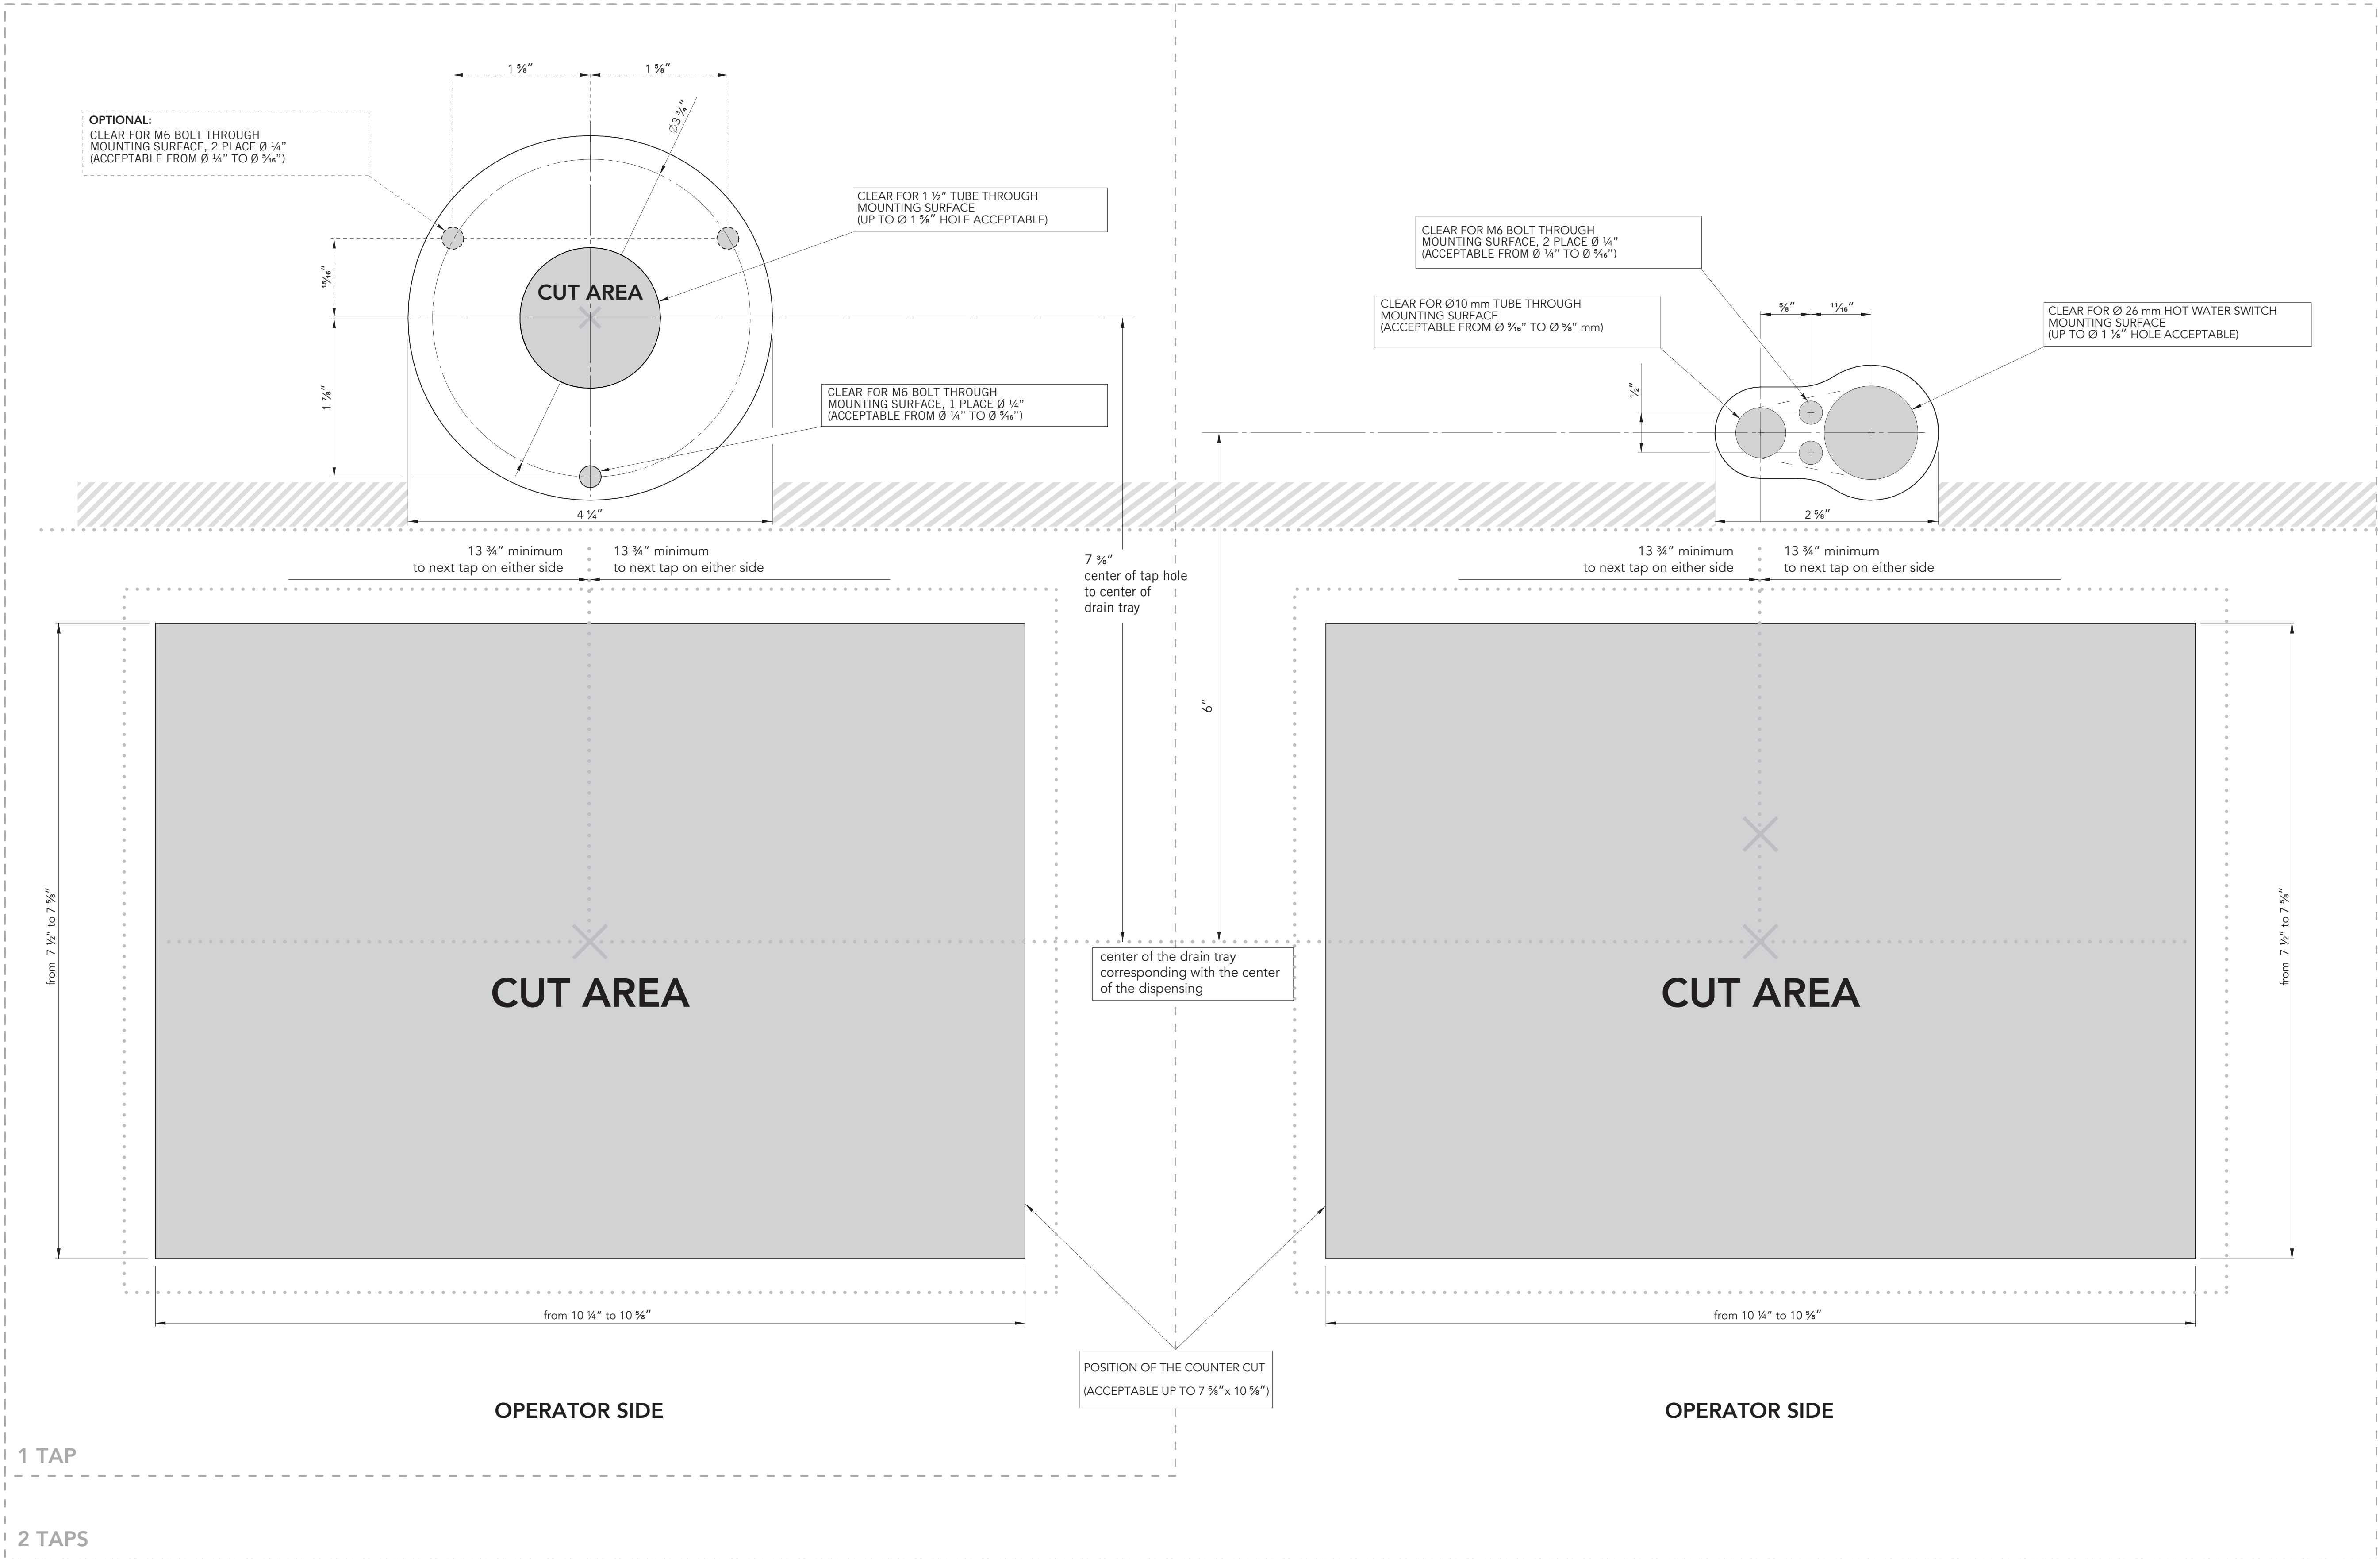 1 ⅝"
1 ⅝"
Ø3 ¾"
OPTIONAL:
CLEAR FOR M6 BOLT THROUGH
MOUNTING SURFACE, 2 PLACE Ø ¼"
(ACCEPTABLE FROM Ø ¼" TO Ø 5⁄16")
CLEAR FOR 1 ½" TUBE THROUGH
MOUNTING SURFACE
(UP TO Ø 1 ⅝" HOLE ACCEPTABLE)
15⁄16"
CUT AREA
1 ⅞"
CLEAR FOR M6 BOLT THROUGH
MOUNTING SURFACE, 1 PLACE Ø ¼"
(ACCEPTABLE FROM Ø ¼" TO Ø 5⁄16")
4 ¼"
CLEAR FOR M6 BOLT THROUGH
MOUNTING SURFACE, 2 PLACE Ø ¼"
(ACCEPTABLE FROM Ø ¼" TO Ø 5⁄16")
CLEAR FOR Ø10 mm TUBE THROUGH
MOUNTING SURFACE
(ACCEPTABLE FROM Ø 9⁄16" TO Ø ⅝" mm)
⅝"
11⁄16"
CLEAR FOR Ø 26 mm HOT WATER SWITCH
MOUNTING SURFACE
(UP TO Ø 1 ⅛" HOLE ACCEPTABLE)
½"
2 ⅝"
13 ¾" minimum
to next tap on either side
13 ¾" minimum
to next tap on either side
7 ⅜"
center of tap hole
to center of
drain tray
13 ¾" minimum
to next tap on either side
13 ¾" minimum
to next tap on either side
6"
from 7 ½" to 7 ⅝"
CUT AREA
center of the drain tray
corresponding with the center
of the dispensing
CUT AREA
from 7 ½" to 7 ⅝"
from 10 ¼" to 10 ⅝"
from 10 ¼" to 10 ⅝"
POSITION OF THE COUNTER CUT
(ACCEPTABLE UP TO 7 ⅝"x 10 ⅝")
OPERATOR SIDE
OPERATOR SIDE
1 TAP
2 TAPS